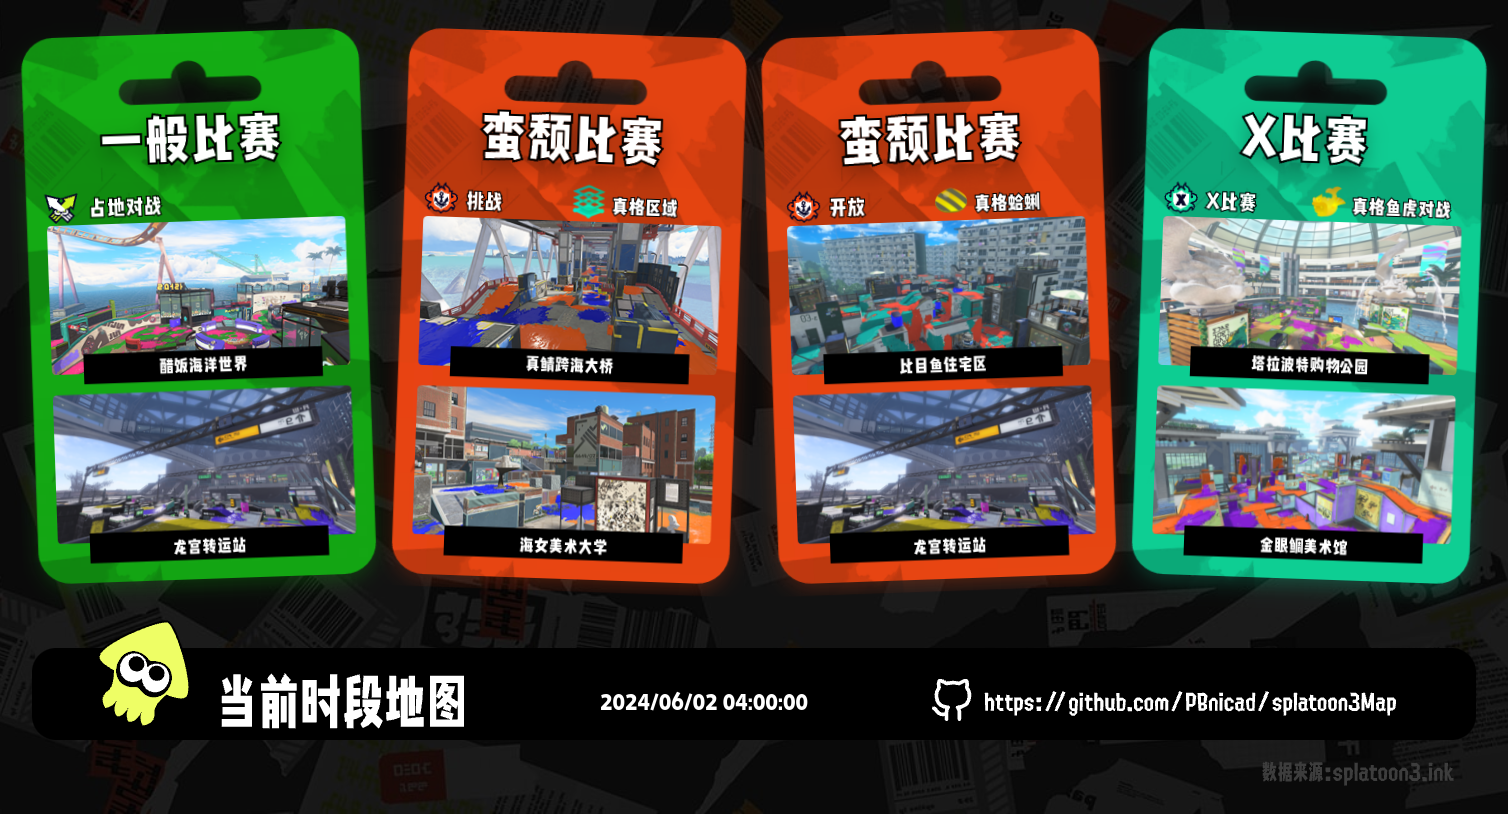 一般比赛
占地对战
醋饭海洋世界
龙宫转运站
蛮颓比赛
挑战
真格区域
真鲭跨海大桥
海女美术大学
蛮颓比赛
开放
真格蛤蜊
比目鱼住宅区
龙宫转运站
X比赛
X比赛
真格鱼虎对战
塔拉波特购物公园
金眼鲷美术馆
当前时段地图
2024/06/02 04:00:00
https://github.com/PBnicad/splatoon3Map
数据来源:splatoon3.ink